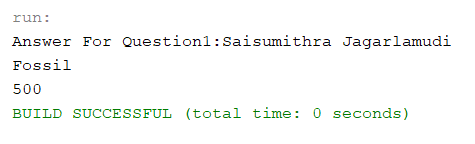 run:
Answer For Question1:Saisumithra Jagarlamudi
Fossil
500
BUILD SUCCESSFUL (total time: 0 seconds)